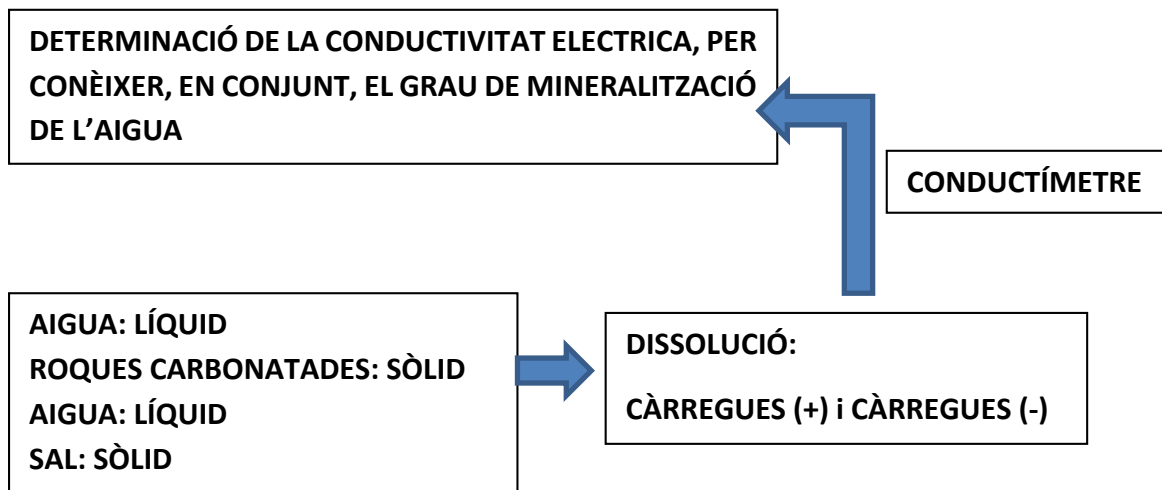 DETERMINACIÓ DE LA CONDUCTIVITAT ELECTRICA, PER
CONÈIXER, EN CONJUNT, EL GRAU DE MINERALITZACIÓ
DE L’AIGUA
CONDUCTÍMETRE
AIGUA: LÍQUID
ROQUES CARBONATADES: SÒLID
AIGUA: LÍQUID
SAL: SÒLID
DISSOLUCIÓ:
CÀRREGUES (+) i CÀRREGUES (-)